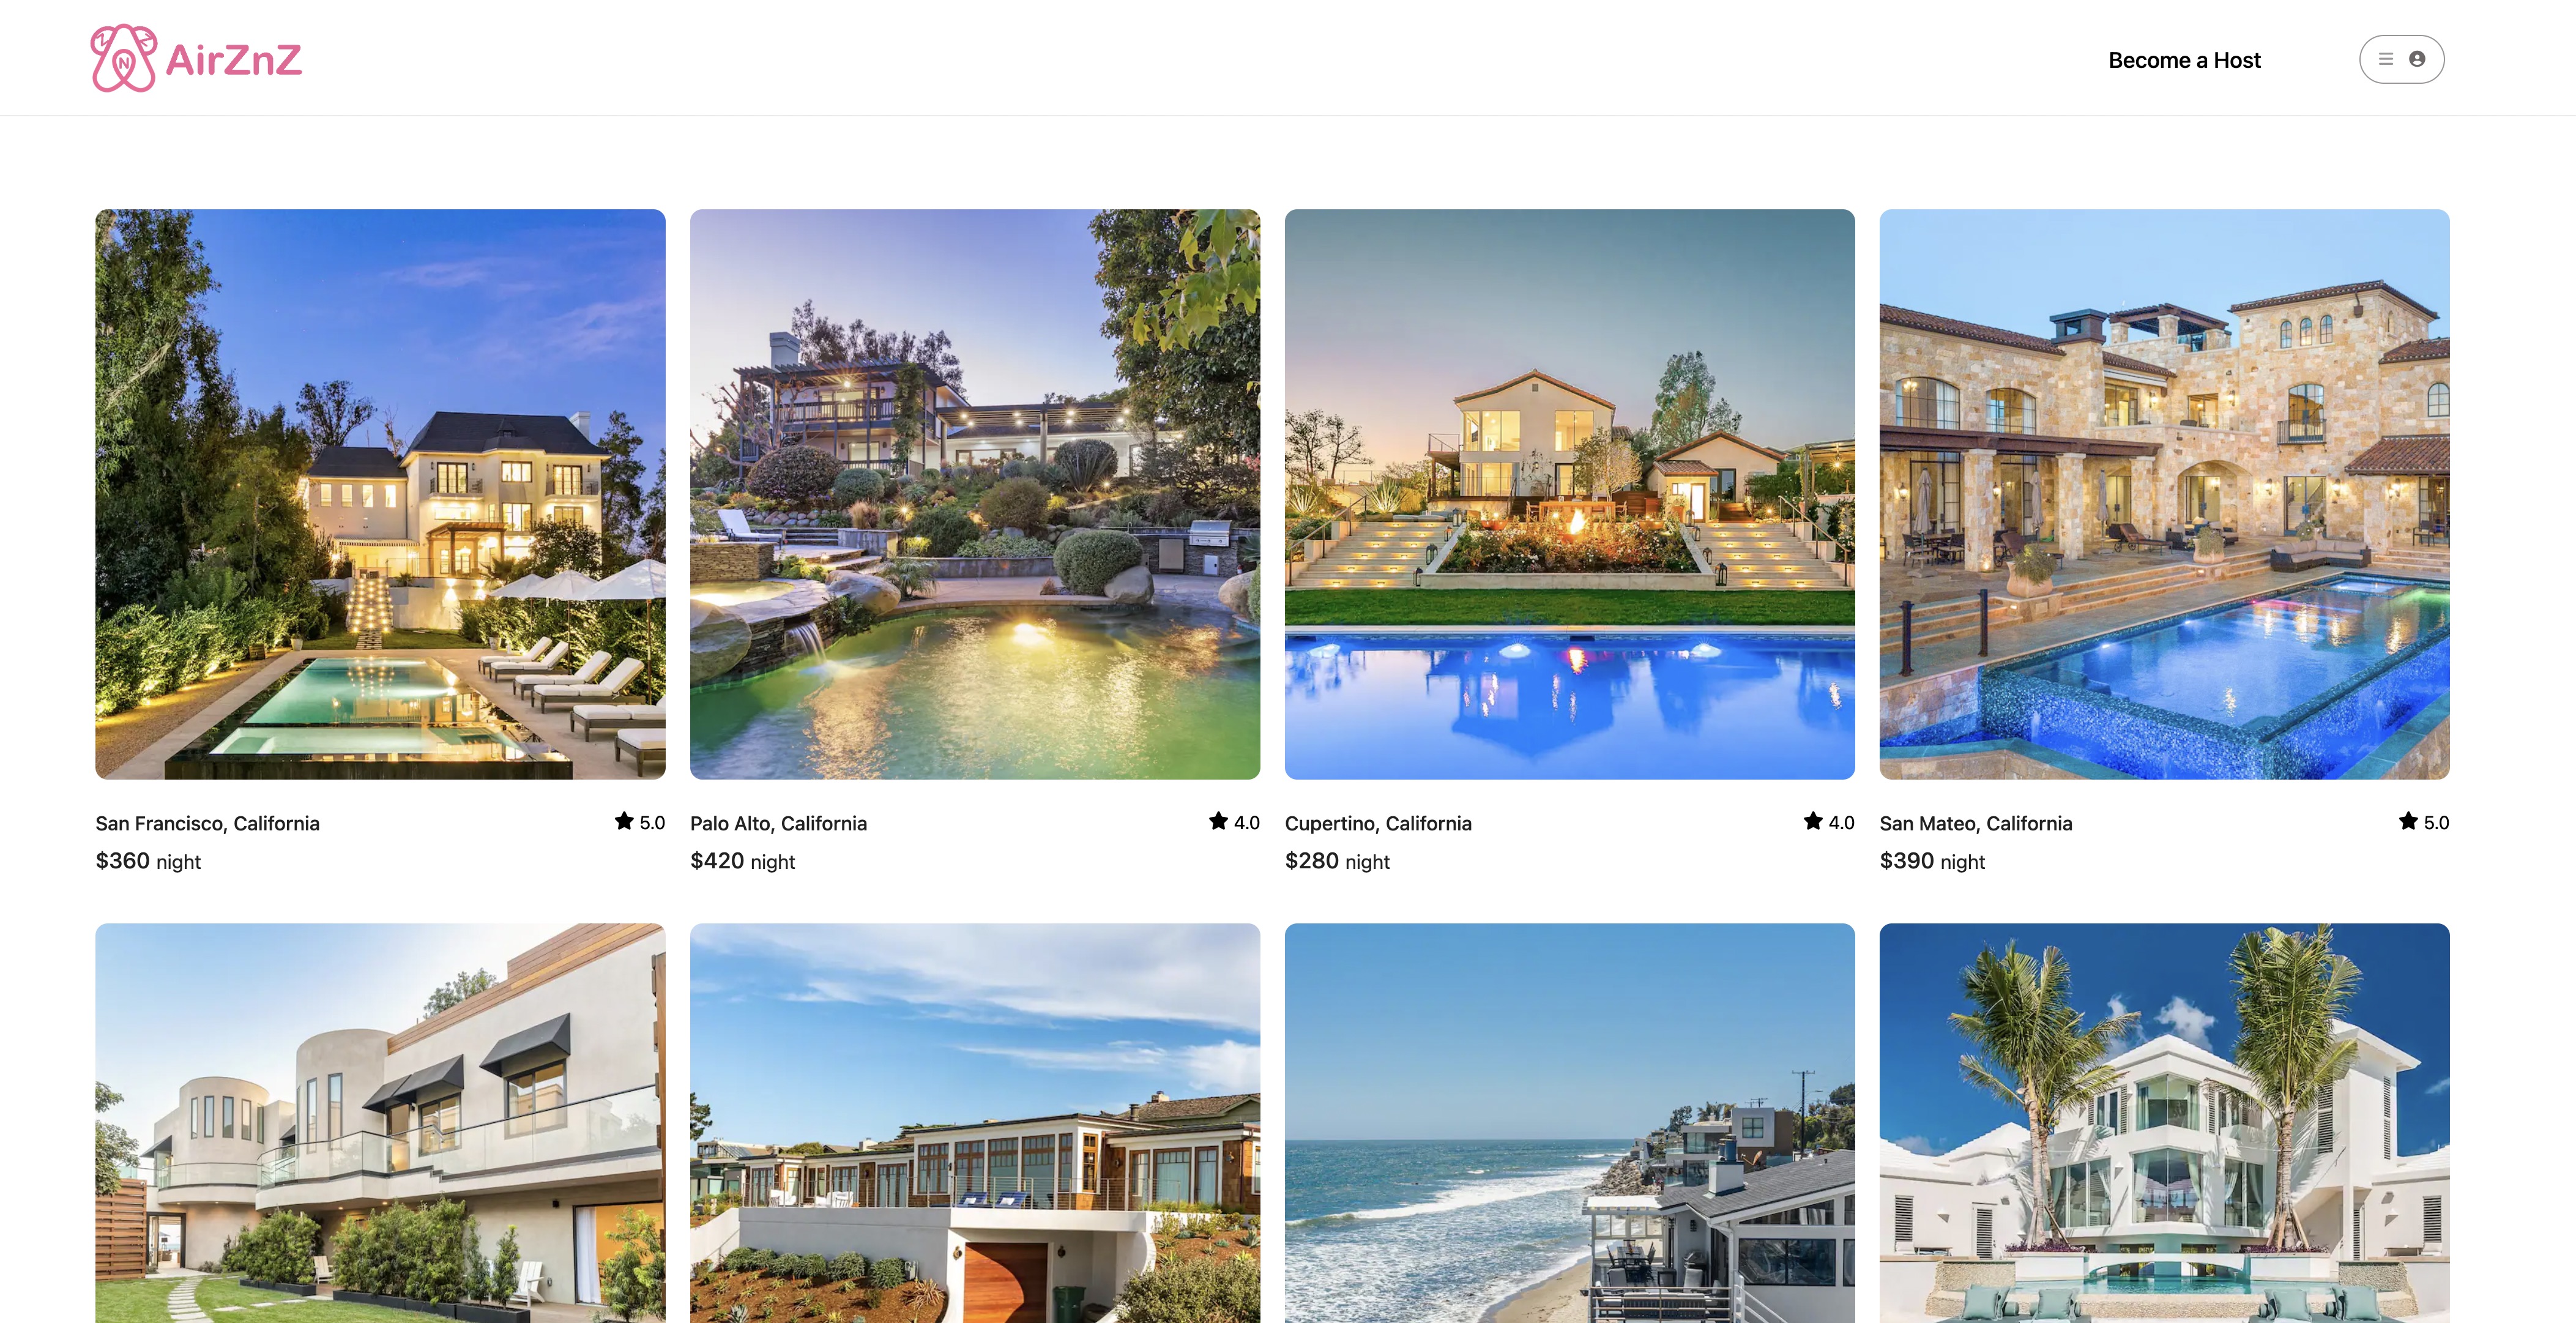 AirZnZ
Become a Host
San Francisco, California
5.0
$360 night
Palo Alto, California
4.0
$420 night
Cupertino, California
4.0
$280 night
San Mateo, California
5.0
$390 night